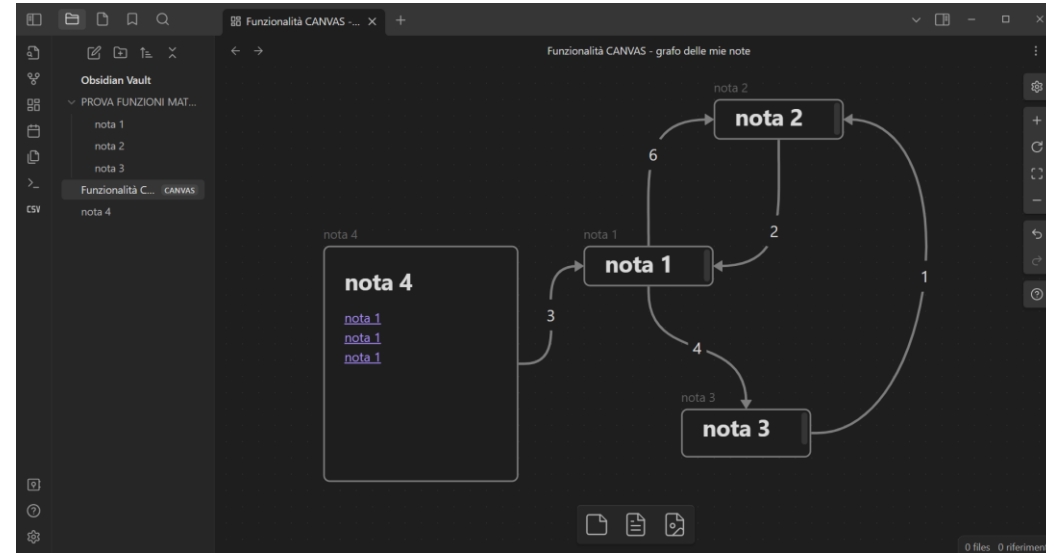 Funzionalità CANVAS -...
Funzionalità CANVAS - grafo delle mie note
Obsidian Vault
PROVA FUNZIONI MAT...
nota 1
nota 2
nota 3
Funzionalità C... CANVAS
nota 4
CSV
nota 2
nota 2
6
2
nota 4
nota 4
nota 1
nota 1
nota 1
nota 1
nota 1
3
1
4
nota 3
nota 3
0 files 0 riferiment